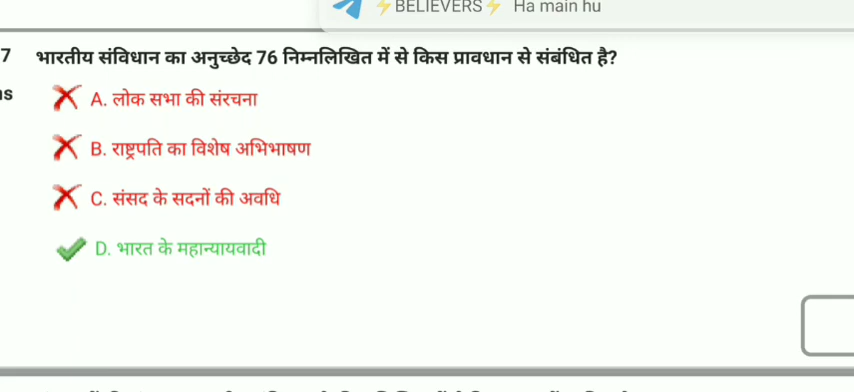 ⚡BELIEVERS⚡ Ha main hu
7 भारतीय संविधान का अनुच्छेद 76 निम्नलिखित में से किस प्रावधान से संबंधित है?
A. लोक सभा की संरचना
B. राष्ट्रपति का विशेष अभिभाषण
C. संसद के सदनों की अवधि
D. भारत के महान्यायवादी